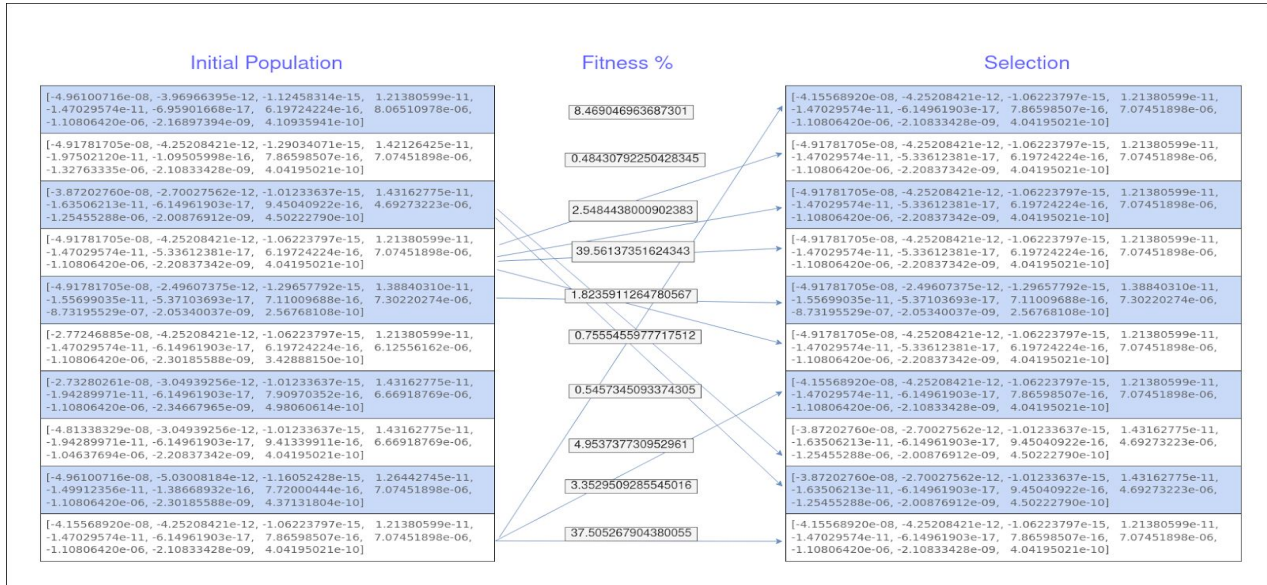 Initial Population
Fitness %
Selection
[-4.96100716e-08, -3.96966395e-12, -1.12458314e-15, 1.21380599e-11,
-1.47029574e-11, -6.95901668e-17, 6.19724224e-16, 8.06510978e-06,
-1.10806420e-06, -2.16897394e-09, 4.10935941e-10]
[-4.91781705e-08, -4.25208421e-12, -1.29034071e-15, 1.42126425e-11,
-1.97502120e-11, -1.09505998e-16, 7.86598507e-16, 7.07451898e-06,
-1.32763335e-06, -2.10833428e-09, 4.04195021e-10]
[-3.87202760e-08, -2.70027562e-12, -1.01233637e-15, 1.43162775e-11,
-1.63506213e-11, -6.14961903e-17, 9.45040922e-16, 4.69273223e-06,
-1.25455288e-06, -2.00876912e-09, 4.50222790e-10]
[-4.91781705e-08, -4.25208421e-12, -1.06223797e-15, 1.21380599e-11,
-1.47029574e-11, -5.33612381e-17, 6.19724224e-16, 7.07451898e-06,
-1.10806420e-06, -2.20837342e-09, 4.04195021e-10]
[-4.91781705e-08, -2.49607375e-12, -1.29657792e-15, 1.38840310e-11,
-1.55699035e-11, -5.37103693e-17, 7.11009688e-16, 7.30220274e-06,
-8.73195529e-07, -2.05340037e-09, 2.56768108e-10]
[-2.77246885e-08, -4.25208421e-12, -1.06223797e-15, 1.21380599e-11,
-1.47029574e-11, -6.14961903e-17, 6.19724224e-16, 6.12556162e-06,
-1.10806420e-06, -2.30185588e-09, 3.42888150e-10]
[-2.73280261e-08, -3.04939256e-12, -1.01233637e-15, 1.43162775e-11,
-1.94289971e-11, -6.14961903e-17, 7.90970352e-16, 6.66918769e-06,
-1.10806420e-06, -2.34667965e-09, 4.98060614e-10]
[-4.81338329e-08, -3.04939256e-12, -1.01233637e-15, 1.43162775e-11,
-1.94289971e-11, -6.14961903e-17, 9.41339911e-16, 6.66918769e-06,
-1.04637694e-06, -2.20837342e-09, 4.04195021e-10]
[-4.96100716e-08, -5.03008184e-12, -1.16052428e-15, 1.26442745e-11,
-1.49912356e-11, -1.38668932e-16, 7.72000444e-16, 7.07451898e-06,
-1.10806420e-06, -2.30185588e-09, 4.37131804e-10]
[-4.15568920e-08, -4.25208421e-12, -1.06223797e-15, 1.21380599e-11,
-1.47029574e-11, -6.14961903e-17, 7.86598507e-16, 7.07451898e-06,
-1.10806420e-06, -2.10833428e-09, 4.04195021e-10]
8.469046963687301
0.48430792250428345
2.5484438000902383
39.56137351624343
1.8235911264780567
0.7555455977717512
0.5457345093374305
4.953737730952961
3.3529509285545016
37.505267904380055
[-4.15568920e-08, -4.25208421e-12, -1.06223797e-15, 1.21380599e-11,
-1.47029574e-11, -6.14961903e-17, 7.86598507e-16, 7.07451898e-06,
-1.10806420e-06, -2.10833428e-09, 4.04195021e-10]
[-4.91781705e-08, -4.25208421e-12, -1.06223797e-15, 1.21380599e-11,
-1.47029574e-11, -5.33612381e-17, 6.19724224e-16, 7.07451898e-06,
-1.10806420e-06, -2.20837342e-09, 4.04195021e-10]
[-4.91781705e-08, -4.25208421e-12, -1.06223797e-15, 1.21380599e-11,
-1.47029574e-11, -5.33612381e-17, 6.19724224e-16, 7.07451898e-06,
-1.10806420e-06, -2.20837342e-09, 4.04195021e-10]
[-4.91781705e-08, -4.25208421e-12, -1.06223797e-15, 1.21380599e-11,
-1.47029574e-11, -5.33612381e-17, 6.19724224e-16, 7.07451898e-06,
-1.10806420e-06, -2.20837342e-09, 4.04195021e-10]
[-4.91781705e-08, -2.49607375e-12, -1.29657792e-15, 1.38840310e-11,
-1.55699035e-11, -5.37103693e-17, 7.11009688e-16, 7.30220274e-06,
-8.73195529e-07, -2.05340037e-09, 2.56768108e-10]
[-4.91781705e-08, -4.25208421e-12, -1.06223797e-15, 1.21380599e-11,
-1.47029574e-11, -5.33612381e-17, 6.19724224e-16, 7.07451898e-06,
-1.10806420e-06, -2.20837342e-09, 4.04195021e-10]
[-4.15568920e-08, -4.25208421e-12, -1.06223797e-15, 1.21380599e-11,
-1.47029574e-11, -6.14961903e-17, 7.86598507e-16, 7.07451898e-06,
-1.10806420e-06, -2.10833428e-09, 4.04195021e-10]
[-3.87202760e-08, -2.70027562e-12, -1.01233637e-15, 1.43162775e-11,
-1.63506213e-11, -6.14961903e-17, 9.45040922e-16, 4.69273223e-06,
-1.25455288e-06, -2.00876912e-09, 4.50222790e-10]
[-3.87202760e-08, -2.70027562e-12, -1.01233637e-15, 1.43162775e-11,
-1.63506213e-11, -6.14961903e-17, 9.45040922e-16, 4.69273223e-06,
-1.25455288e-06, -2.00876912e-09, 4.50222790e-10]
[-4.15568920e-08, -4.25208421e-12, -1.06223797e-15, 1.21380599e-11,
-1.47029574e-11, -6.14961903e-17, 7.86598507e-16, 7.07451898e-06,
-1.10806420e-06, -2.10833428e-09, 4.04195021e-10]